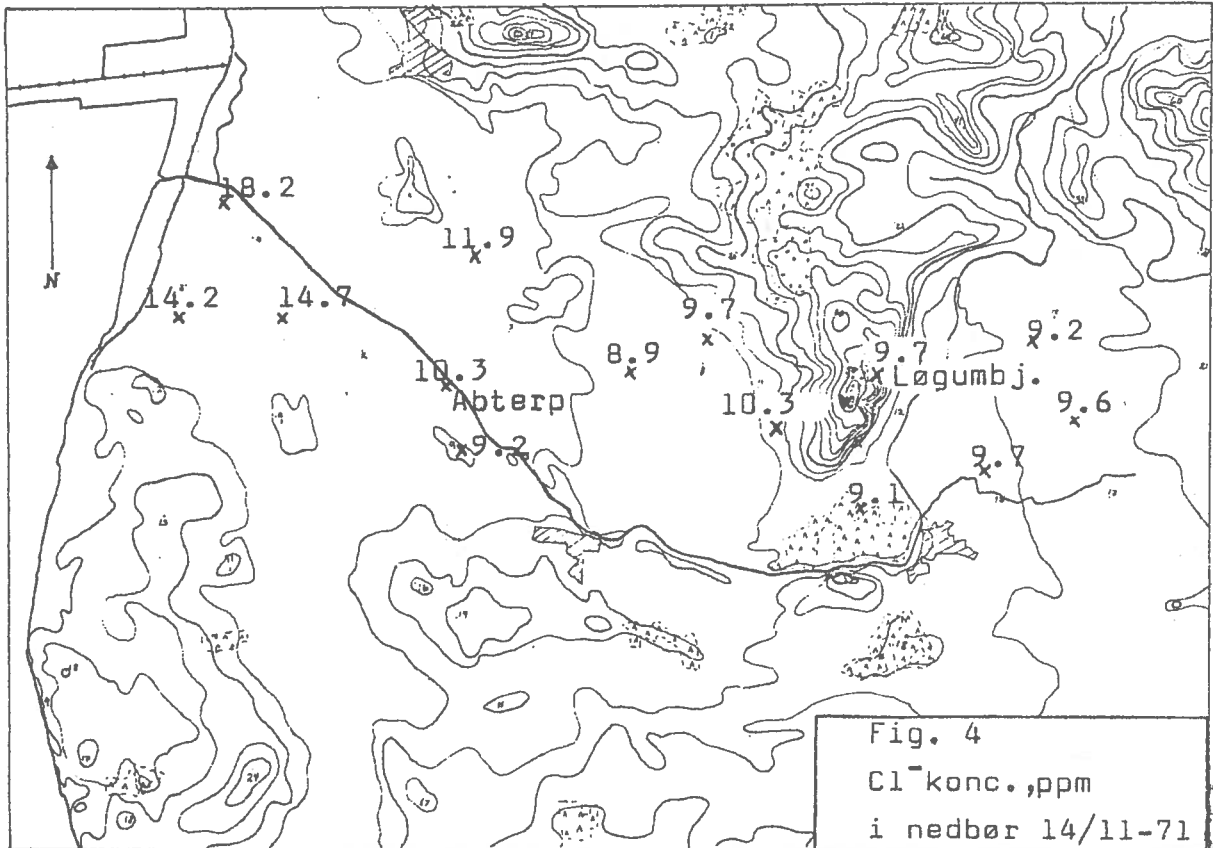 18.2
11.9
N
14.2
14.7
9.7
9.2
8.9
9.7
Løgumbj.
10.3
Abterp
10.3
9.6
9.2
9.7
9.1
Fig. 4
Cl⁻konc.,ppm
i nedbør 14/11-71